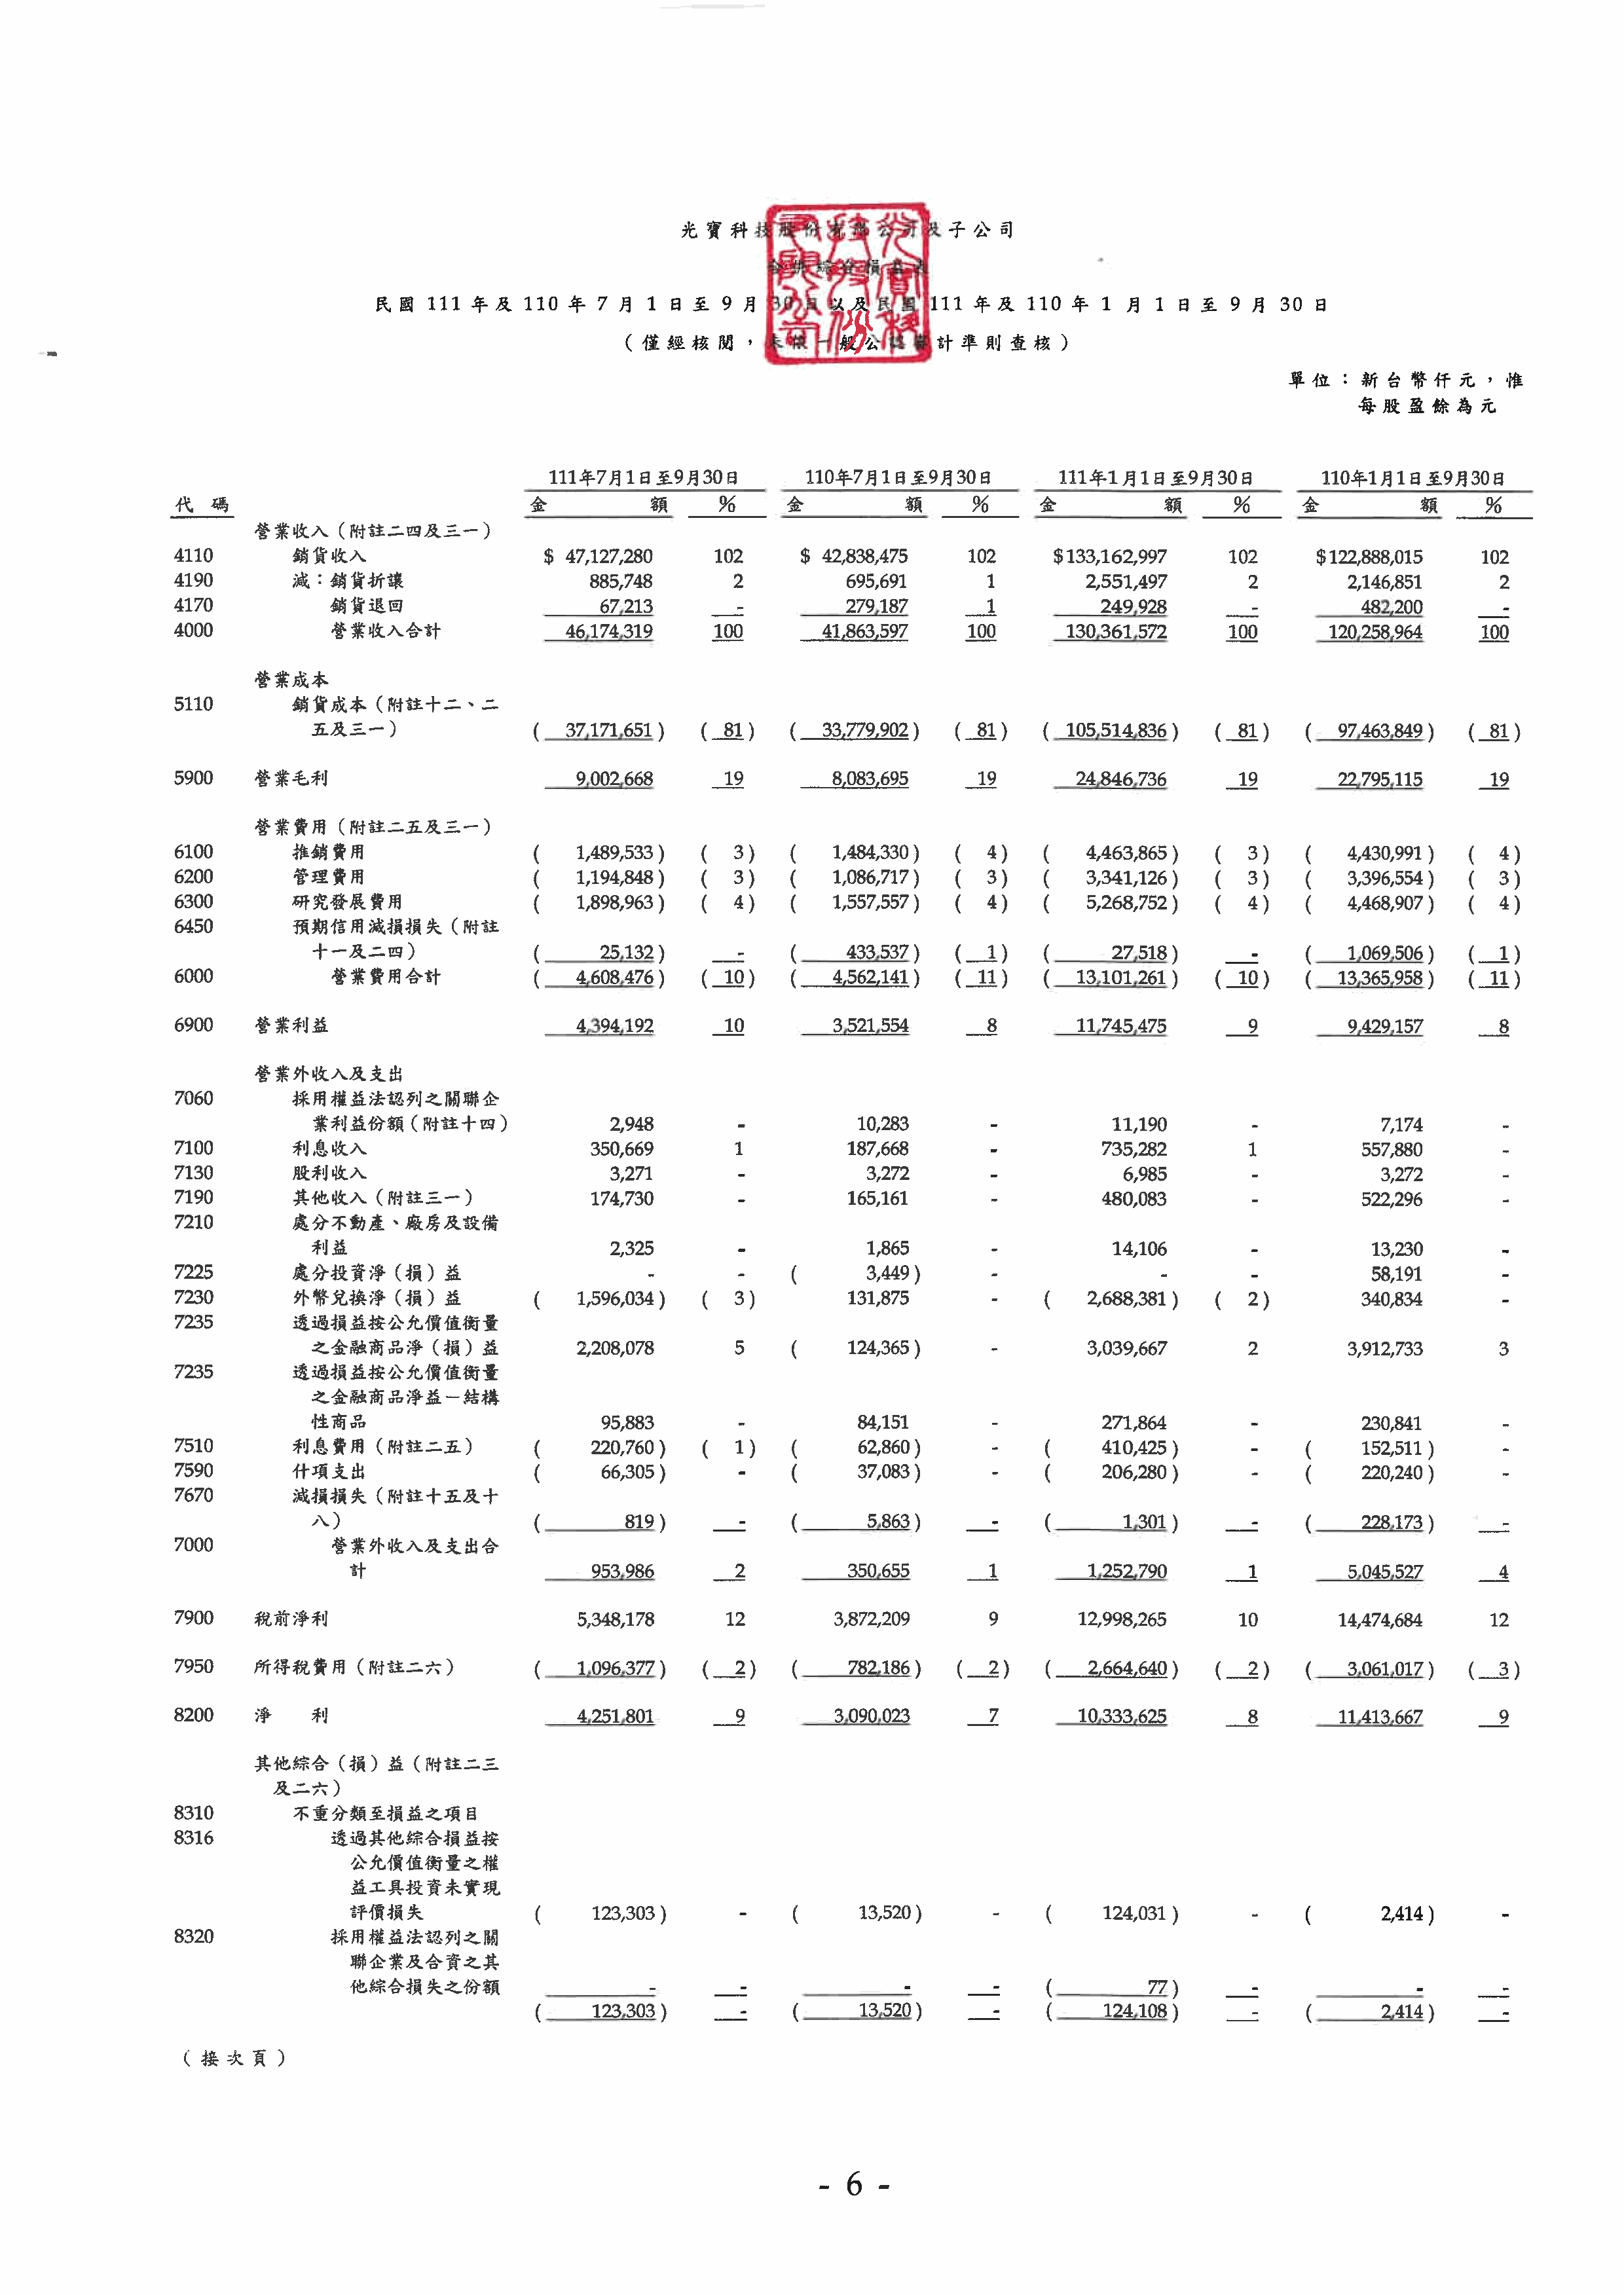 光寶科技股份有限公司及子公司
合併綜合損益表
民國 111 年及 110 年 7 月 1 日至 9 月 30 日以及民國 111 年及 110 年 1 月 1 日至 9 月 30 日
（僅經核閱，未依一般公認審計準則查核）
單位：新台幣仟元，惟
每股盈餘為元
111年7月1日至9月30日 110年7月1日至9月30日 111年1月1日至9月30日 110年1月1日至9月30日
代 碼 金 額 % 金 額 % 金 額 % 金 額 %
營業收入（附註二四及三一）
4110 銷貨收入 $ 47,127,280 102 $ 42,838,475 102 $133,162,997 102 $122,888,015 102
4190 減：銷貨折讓 885,748 2 695,691 1 2,551,497 2 2,146,851 2
4170 銷貨退回 67,213 - 279,187 1 249,928 - 482,200 -
4000 營業收入合計 46,174,319 100 41,863,597 100 130,361,572 100 120,258,964 100
營業成本
5110 銷貨成本（附註十二、二
五及三一） ( 37,171,651) ( 81) ( 33,779,902) ( 81) ( 105,514,836) ( 81) ( 97,463,849) ( 81)
5900 營業毛利 9,002,668 19 8,083,695 19 24,846,736 19 22,795,115 19
營業費用（附註二五及三一）
6100 推銷費用 ( 1,489,533) ( 3) ( 1,484,330) ( 4) ( 4,463,865) ( 3) ( 4,430,991) ( 4)
6200 管理費用 ( 1,194,848) ( 3) ( 1,086,717) ( 3) ( 3,341,126) ( 3) ( 3,396,554) ( 3)
6300 研究發展費用 ( 1,898,963) ( 4) ( 1,557,557) ( 4) ( 5,268,752) ( 4) ( 4,468,907) ( 4)
6450 預期信用減損損失（附註
十一及二四） ( 25,132) - ( 433,537) ( 1) ( 27,518) - ( 1,069,506) ( 1)
6000 營業費用合計 ( 4,608,476) ( 10) ( 4,562,141) ( 11) ( 13,101,261) ( 10) ( 13,365,958) ( 11)
6900 營業利益 4,394,192 10 3,521,554 8 11,745,475 9 9,429,157 8
營業外收入及支出
7060 採用權益法認列之關聯企
業利益份額（附註十四） 2,948 - 10,283 - 11,190 - 7,174 -
7100 利息收入 350,669 1 187,668 - 735,282 1 557,880 -
7130 股利收入 3,271 - 3,272 - 6,985 - 3,272 -
7190 其他收入（附註三一） 174,730 - 165,161 - 480,083 - 522,296 -
7210 處分不動產、廠房及設備
利益 2,325 - 1,865 - 14,106 - 13,230 -
7225 處分投資淨（損）益 - - ( 3,449) - - - 58,191 -
7230 外幣兌換淨（損）益 ( 1,596,034) ( 3) 131,875 - ( 2,688,381) ( 2) 340,834 -
7235 透過損益按公允價值衡量
之金融商品淨（損）益 2,208,078 5 ( 124,365) - 3,039,667 2 3,912,733 3
7235 透過損益按公允價值衡量
之金融商品淨益－結構
性商品 95,883 - 84,151 - 271,864 - 230,841 -
7510 利息費用（附註二五） ( 220,760) ( 1) ( 62,860) - ( 410,425) - ( 152,511) -
7590 什項支出 ( 66,305) - ( 37,083) - ( 206,280) - ( 220,240) -
7670 減損損失（附註十五及十
八） ( 819) - ( 5,863) - ( 1,301) - ( 228,173) -
7000 營業外收入及支出合
計 953,986 2 350,655 1 1,252,790 1 5,045,527 4
7900 稅前淨利 5,348,178 12 3,872,209 9 12,998,265 10 14,474,684 12
7950 所得稅費用（附註二六） ( 1,096,377) ( 2) ( 782,186) ( 2) ( 2,664,640) ( 2) ( 3,061,017) ( 3)
8200 淨 利 4,251,801 9 3,090,023 7 10,333,625 8 11,413,667 9
其他綜合（損）益（附註二三
及二六）
8310 不重分類至損益之項目
8316 透過其他綜合損益按
公允價值衡量之權
益工具投資未實現
評價損失 ( 123,303) - ( 13,520) - ( 124,031) - ( 2,414) -
8320 採用權益法認列之關
聯企業及合資之其
他綜合損失之份額 - - - - ( 77) - - -
( 123,303) - ( 13,520) - ( 124,108) - ( 2,414) -
（接次頁）
- 6 -